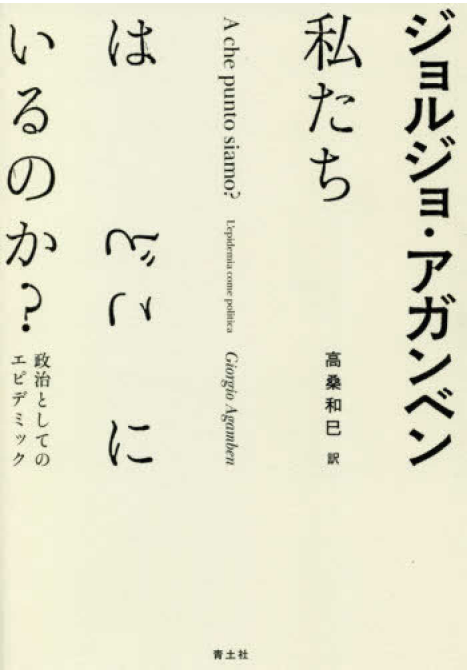 ジョルジョ・アガンベン
私たち
高桑和巳 訳
A che punto siamo? L'epidemia come politica Giorgio Agamben
は どこ に
いるのか?
政治としての
エピデミック
青土社